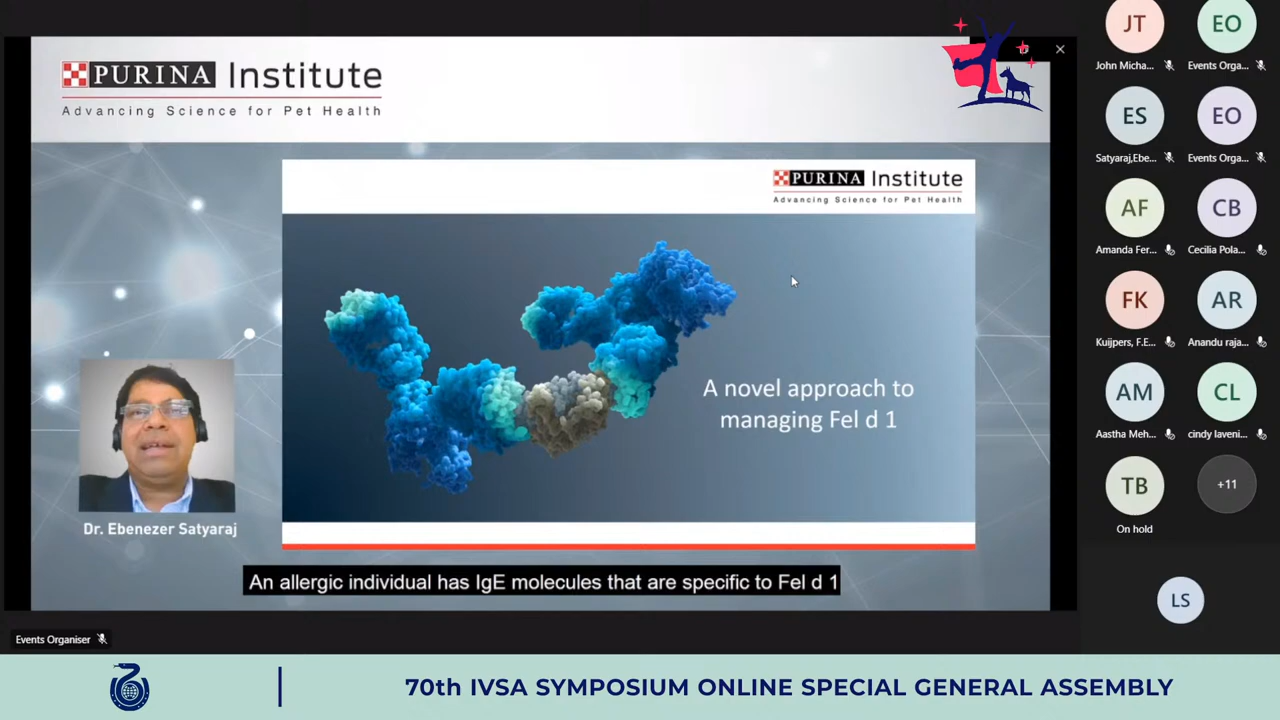 PURINA Institute
Advancing Science for Pet Health
PURINA Institute
Advancing Science for Pet Health
A novel approach to
managing Fel d 1
Dr. Ebenezer Satyaraj
An allergic individual has IgE molecules that are specific to Fel d 1
Events Organiser
JT
John Micha...
EO
Events Orga...
ES
Satyaraj,Ebe...
EO
Events Orga...
AF
Amanda Fer...
CB
Cecilia Pola...
FK
Kuijpers, F.E...
AR
Anandu raja...
AM
Aastha Meh...
CL
cindy laveni...
TB
On hold
+11
LS
70th IVSA SYMPOSIUM ONLINE SPECIAL GENERAL ASSEMBLY